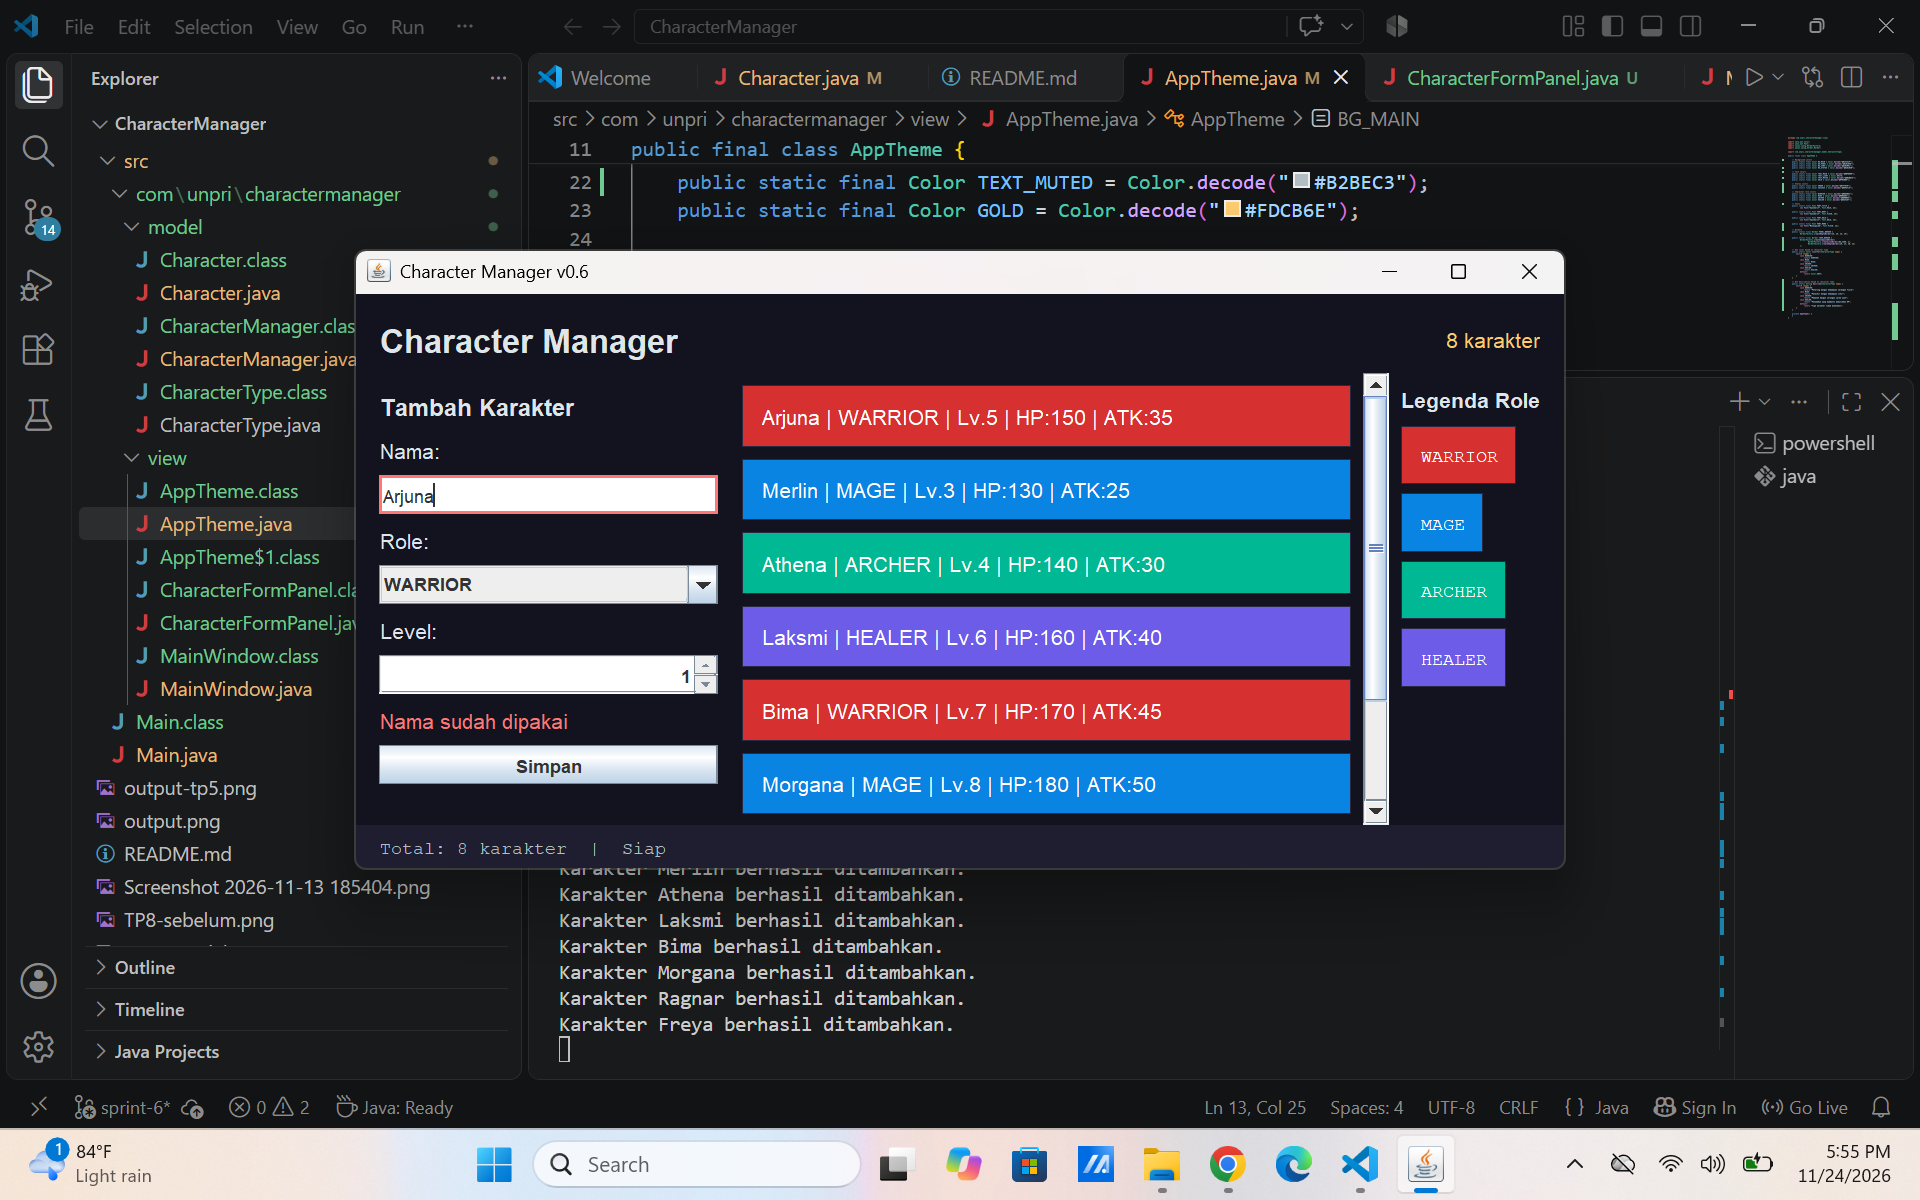 File Edit Selection View Go Run ··· CharacterManager
Explorer ···
CharacterManager
src
com\unpri\charactermanager
model
J Character.class
J Character.java
J CharacterManager.clas
J CharacterManager.java
J CharacterType.class
J CharacterType.java
view
J AppTheme.class
J AppTheme.java
J AppTheme$1.class
J CharacterFormPanel.cla
J CharacterFormPanel.jav
J MainWindow.class
J MainWindow.java
J Main.class
J Main.java
output-tp5.png
output.png
README.md
Screenshot 2026-11-13 185404.png
TP8-sebelum.png
Outline
Timeline
Java Projects
14
Welcome J Character.java M README.md J AppTheme.java M J CharacterFormPanel.java U J
src > com > unpri > charactermanager > view > J AppTheme.java > AppTheme > BG_MAIN
11 public final class AppTheme {
22 public static final Color TEXT_MUTED = Color.decode("#B2BEC3");
23 public static final Color GOLD = Color.decode("#FDCB6E");
24
Character Manager v0.6
Character Manager
8 karakter
Tambah Karakter
Nama:
Arjuna
Role:
WARRIOR
Level:
1
Nama sudah dipakai
Simpan
Arjuna | WARRIOR | Lv.5 | HP:150 | ATK:35
Merlin | MAGE | Lv.3 | HP:130 | ATK:25
Athena | ARCHER | Lv.4 | HP:140 | ATK:30
Laksmi | HEALER | Lv.6 | HP:160 | ATK:40
Bima | WARRIOR | Lv.7 | HP:170 | ATK:45
Morgana | MAGE | Lv.8 | HP:180 | ATK:50
Legenda Role
WARRIOR
MAGE
ARCHER
HEALER
Total: 8 karakter | Siap
powershell
java
Karakter Merlin berhasil ditambahkan.
Karakter Athena berhasil ditambahkan.
Karakter Laksmi berhasil ditambahkan.
Karakter Bima berhasil ditambahkan.
Karakter Morgana berhasil ditambahkan.
Karakter Ragnar berhasil ditambahkan.
Karakter Freya berhasil ditambahkan.
sprint-6* 0 2 Java: Ready Ln 13, Col 25 Spaces: 4 UTF-8 CRLF { } Java Sign In Go Live
1
84°F
Light rain
Search
5:55 PM
11/24/2026